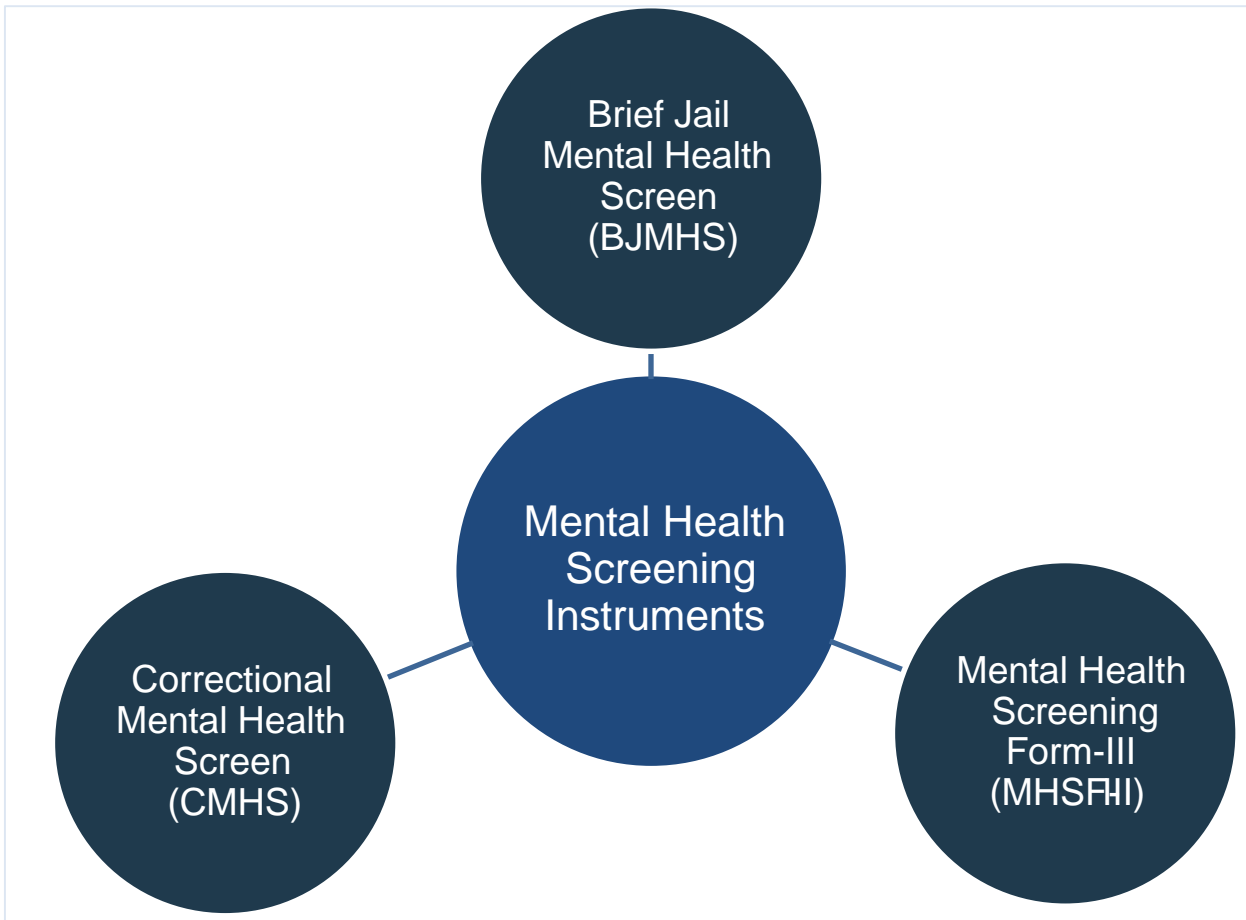 Brief Jail
Mental Health
Screen
(BJMHS)
Mental Health
Screening
Instruments
Correctional
Mental Health
Screen
(CMHS)
Mental Health
Screening
Form-III
(MHSF-III)